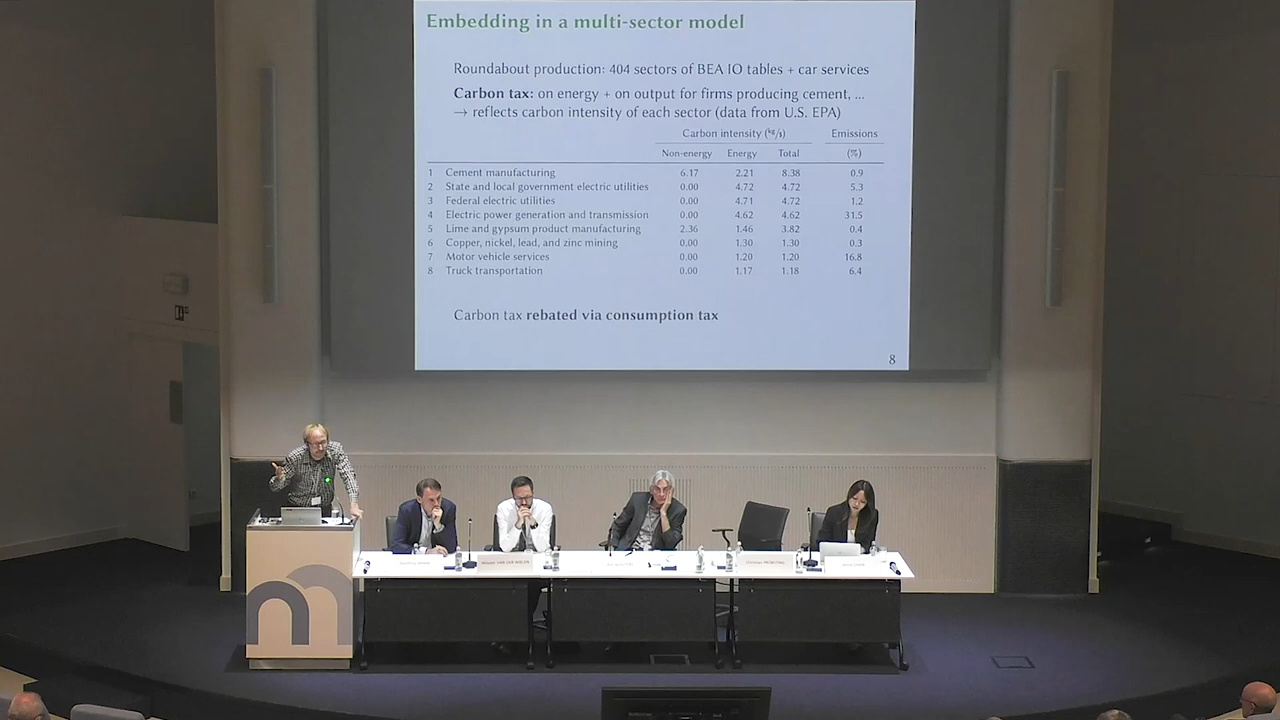 Embedding in a multi-sector model
Roundabout production: 404 sectors of BEA IO tables + car services
Carbon tax: on energy + on output for firms producing cement, ...
→ reflects carbon intensity of each sector (data from U.S. EPA)
Carbon intensity (kg/$) Emissions
Non-energy Energy Total (%)
1 Cement manufacturing 6.17 2.21 8.38 0.9
2 State and local government electric utilities 0.00 4.72 4.72 5.3
3 Federal electric utilities 0.00 4.71 4.72 1.2
4 Electric power generation and transmission 0.00 4.62 4.62 31.5
5 Lime and gypsum product manufacturing 2.36 1.46 3.82 0.4
6 Copper, nickel, lead, and zinc mining 0.00 1.30 1.30 0.3
7 Motor vehicle services 0.00 1.20 1.20 16.8
8 Truck transportation 0.00 1.17 1.18 6.4
Carbon tax rebated via consumption tax
8
Wouter VAN DER WIELEN
Christian PROEBSTING